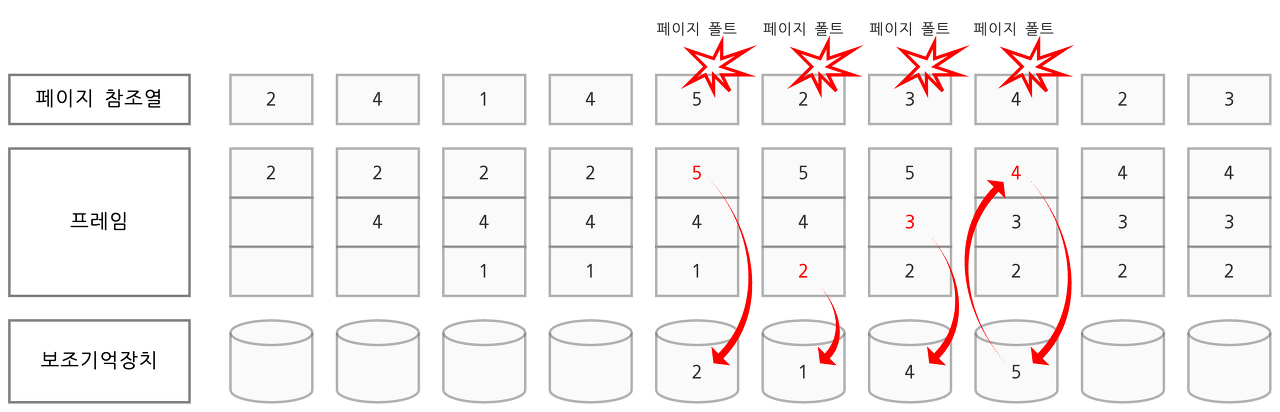 페이지 폴트 페이지 폴트 페이지 폴트 페이지 폴트
페이지 참조열 2 4 1 4 5 2 3 4 2 3
2 2 2 2 5 5 5 4 4 4
프레임 4 4 4 4 4 3 3 3 3
1 1 1 2 2 2 2 2
보조기억장치 2 1 4 5